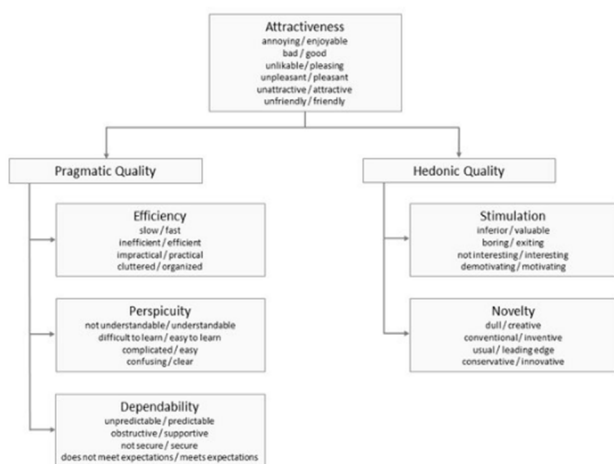 Attractiveness
annoying / enjoyable
bad / good
unlikable / pleasing
unpleasant / pleasant
unattractive / attractive
unfriendly / friendly
Pragmatic Quality
Hedonic Quality
Efficiency
slow / fast
inefficient / efficient
impractical / practical
cluttered / organized
Stimulation
inferior / valuable
boring / exiting
not interesting / interesting
demotivating / motivating
Perspicuity
not understandable / understandable
difficult to learn / easy to learn
complicated / easy
confusing / clear
Novelty
dull / creative
conventional / inventive
usual / leading edge
conservative / innovative
Dependability
unpredictable / predictable
obstructive / supportive
not secure / secure
does not meet expectations / meets expectations